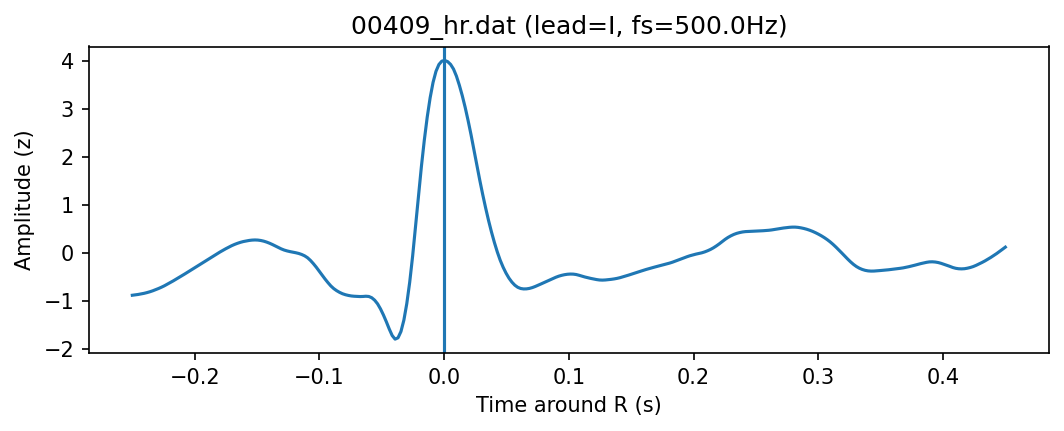 00409_hr.dat (lead=I, fs=500.0Hz)
Amplitude (z)
4
3
2
1
0
−1
−2
−0.2 −0.1 0.0 0.1 0.2 0.3 0.4
Time around R (s)